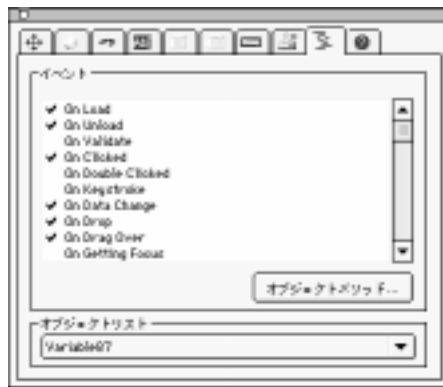 イベント
On Load
On Unload
On Validate
On Clicked
On Double Clicked
On Keystroke
On Data Change
On Drop
On Drag Over
On Getting Focus
オブジェクトメソッド...
オブジェクトリスト
Variable87